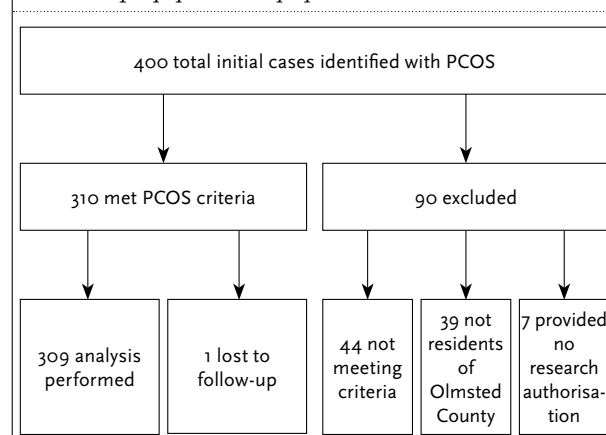 400 total initial cases identified with PCOS
310 met PCOS criteria
90 excluded
309 analysis
performed
1 lost to
follow-up
44 not
meeting
criteria
39 not
residents
of
Olmsted
County
7 provided
no
research
authorisa-
tion